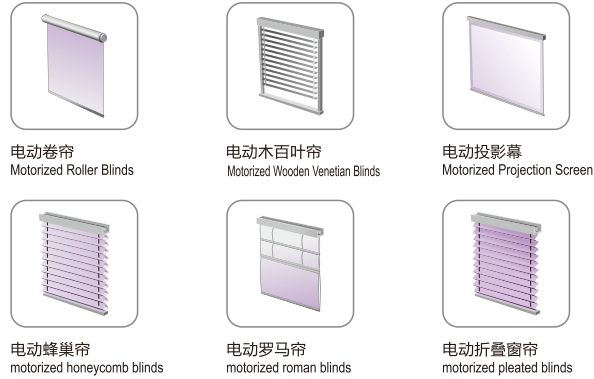 电动卷帘
Motorized Roller Blinds
电动木百叶帘
Motorized Wooden Venetian Blinds
电动投影幕
Motorized Projection Screen
电动蜂巢帘
motorized honeycomb blinds
电动罗马帘
motorized roman blinds
电动折叠窗帘
motorized pleated blinds